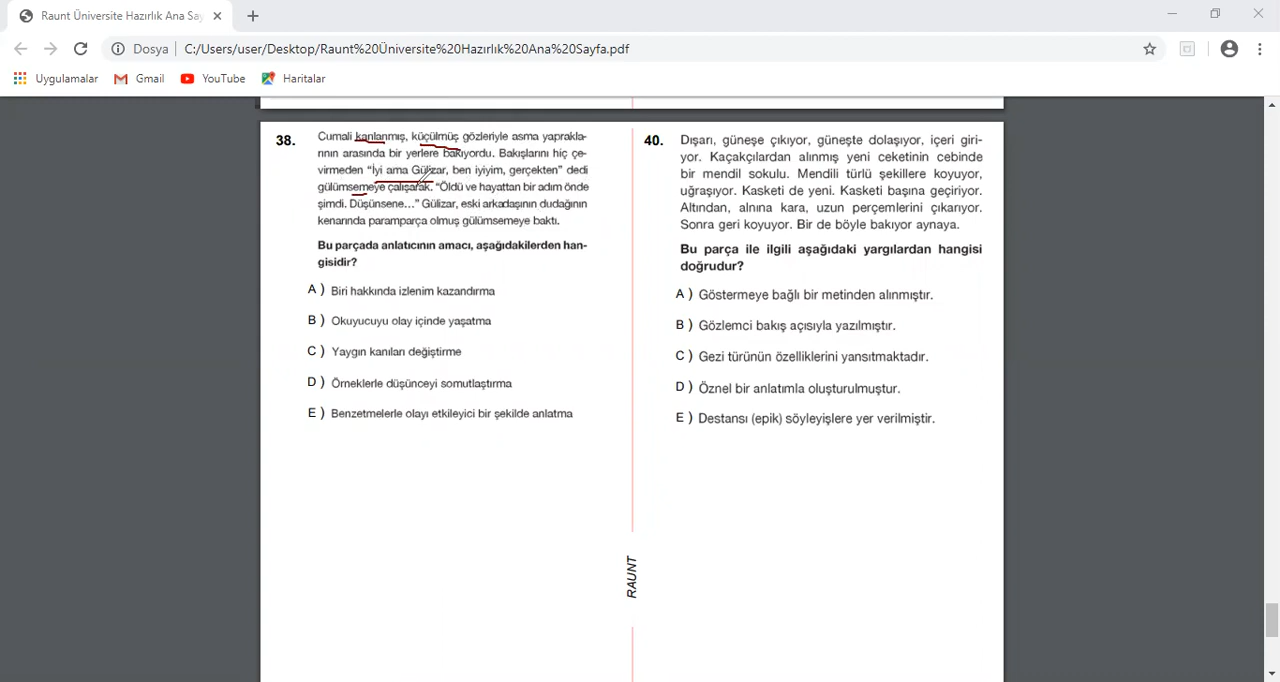 Raunt Üniversite Hazırlık Ana Say
Dosya
C:/Users/user/Desktop/Raunt%20Üniversite%20Hazırlık%20Ana%20Sayfa.pdf
Uygulamalar
Gmail
YouTube
Haritalar
38.
Cumali kanlanmış, küçülmüş gözleriyle asma yaprakla-
rının arasında bir yerlere bakıyordu. Bakışlarını hiç çe-
virmeden “İyi ama Gülizar, ben iyiyim, gerçekten” dedi
gülümsemeye çalışarak. “Öldü ve hayattan bir adım önde
şimdi. Düşünsene...” Gülizar, eski arkadaşının dudağının
kenarında paramparça olmuş gülümsemeye baktı.
Bu parçada anlatıcının amacı, aşağıdakilerden han-
gisidir?
A ) Biri hakkında izlenim kazandırma
B ) Okuyucuyu olay içinde yaşatma
C ) Yaygın kanıları değiştirme
D ) Örneklerle düşünceyi somutlaştırma
E ) Benzetmelerle olayı etkileyici bir şekilde anlatma
RAUNT
40.
Dışarı, güneşe çıkıyor, güneşte dolaşıyor, içeri giri-
yor. Kaçakçılardan alınmış yeni ceketinin cebinde
bir mendil sokulu. Mendili türlü şekillere koyuyor,
uğraşıyor. Kasketi de yeni. Kasketi başına geçiriyor.
Altından, alnına kara, uzun perçemlerini çıkarıyor.
Sonra geri koyuyor. Bir de böyle bakıyor aynaya.
Bu parça ile ilgili aşağıdaki yargılardan hangisi
doğrudur?
A ) Göstermeye bağlı bir metinden alınmıştır.
B ) Gözlemci bakış açısıyla yazılmıştır.
C ) Gezi türünün özelliklerini yansıtmaktadır.
D ) Öznel bir anlatımla oluşturulmuştur.
E ) Destansı (epik) söyleyişlere yer verilmiştir.